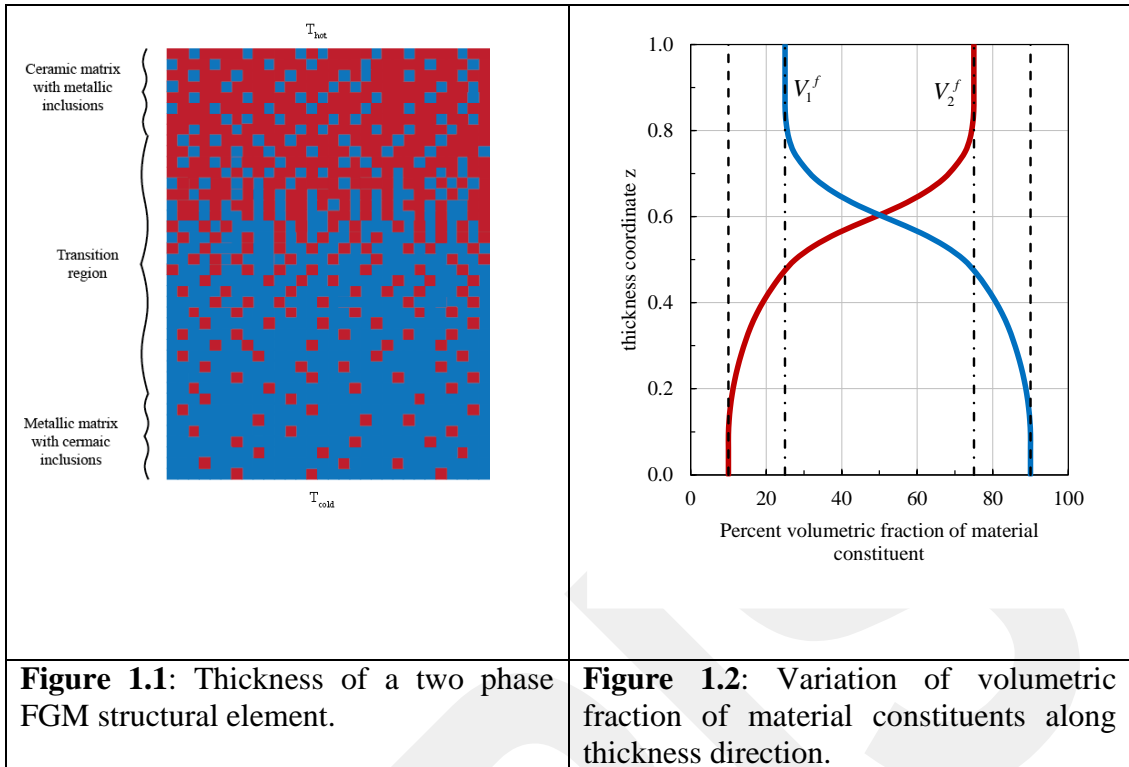 T_hot
Ceramic matrix
with metallic
inclusions
Transition
region
Metallic matrix
with cermaic
inclusions
T_cold
1.0
0.8
0.6
0.4
0.2
0.0
thickness coordinate z
V_1^f
V_2^f
0 20 40 60 80 100
Percent volumetric fraction of material
constituent
Figure 1.1: Thickness of a two phase
FGM structural element.
Figure 1.2: Variation of volumetric
fraction of material constituents along
thickness direction.